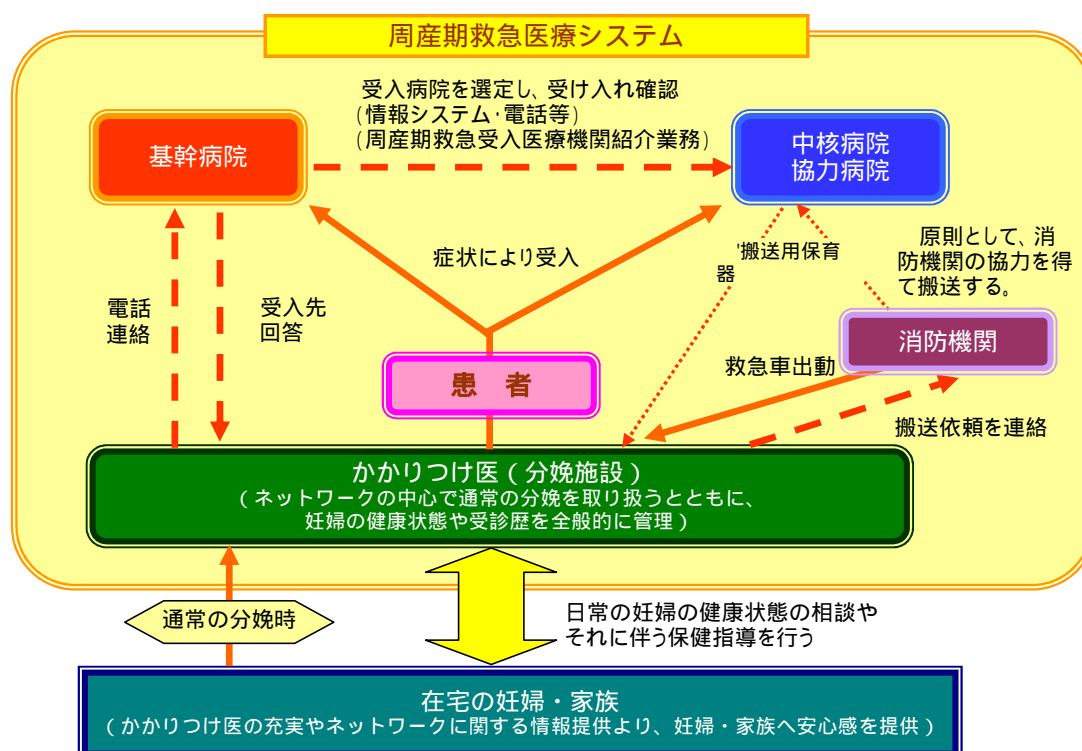 周産期救急医療システム
受入病院を選定し、受け入れ確認
(情報システム・電話等)
(周産期救急受入医療機関紹介業務)
基幹病院
中核病院
協力病院
症状により受入
搬送用保育
器
原則として、消
防機関の協力を得
て搬送する。
電話
連絡
受入先
回答
消防機関
患 者
救急車出動
搬送依頼を連絡
かかりつけ医(分娩施設)
(ネットワークの中心で通常の分娩を取り扱うとともに、
妊婦の健康状態や受診歴を全般的に管理)
通常の分娩時
日常の妊婦の健康状態の相談や
それに伴う保健指導を行う
在宅の妊婦・家族
(かかりつけ医の充実やネットワークに関する情報提供より、妊婦・家族へ安心感を提供)